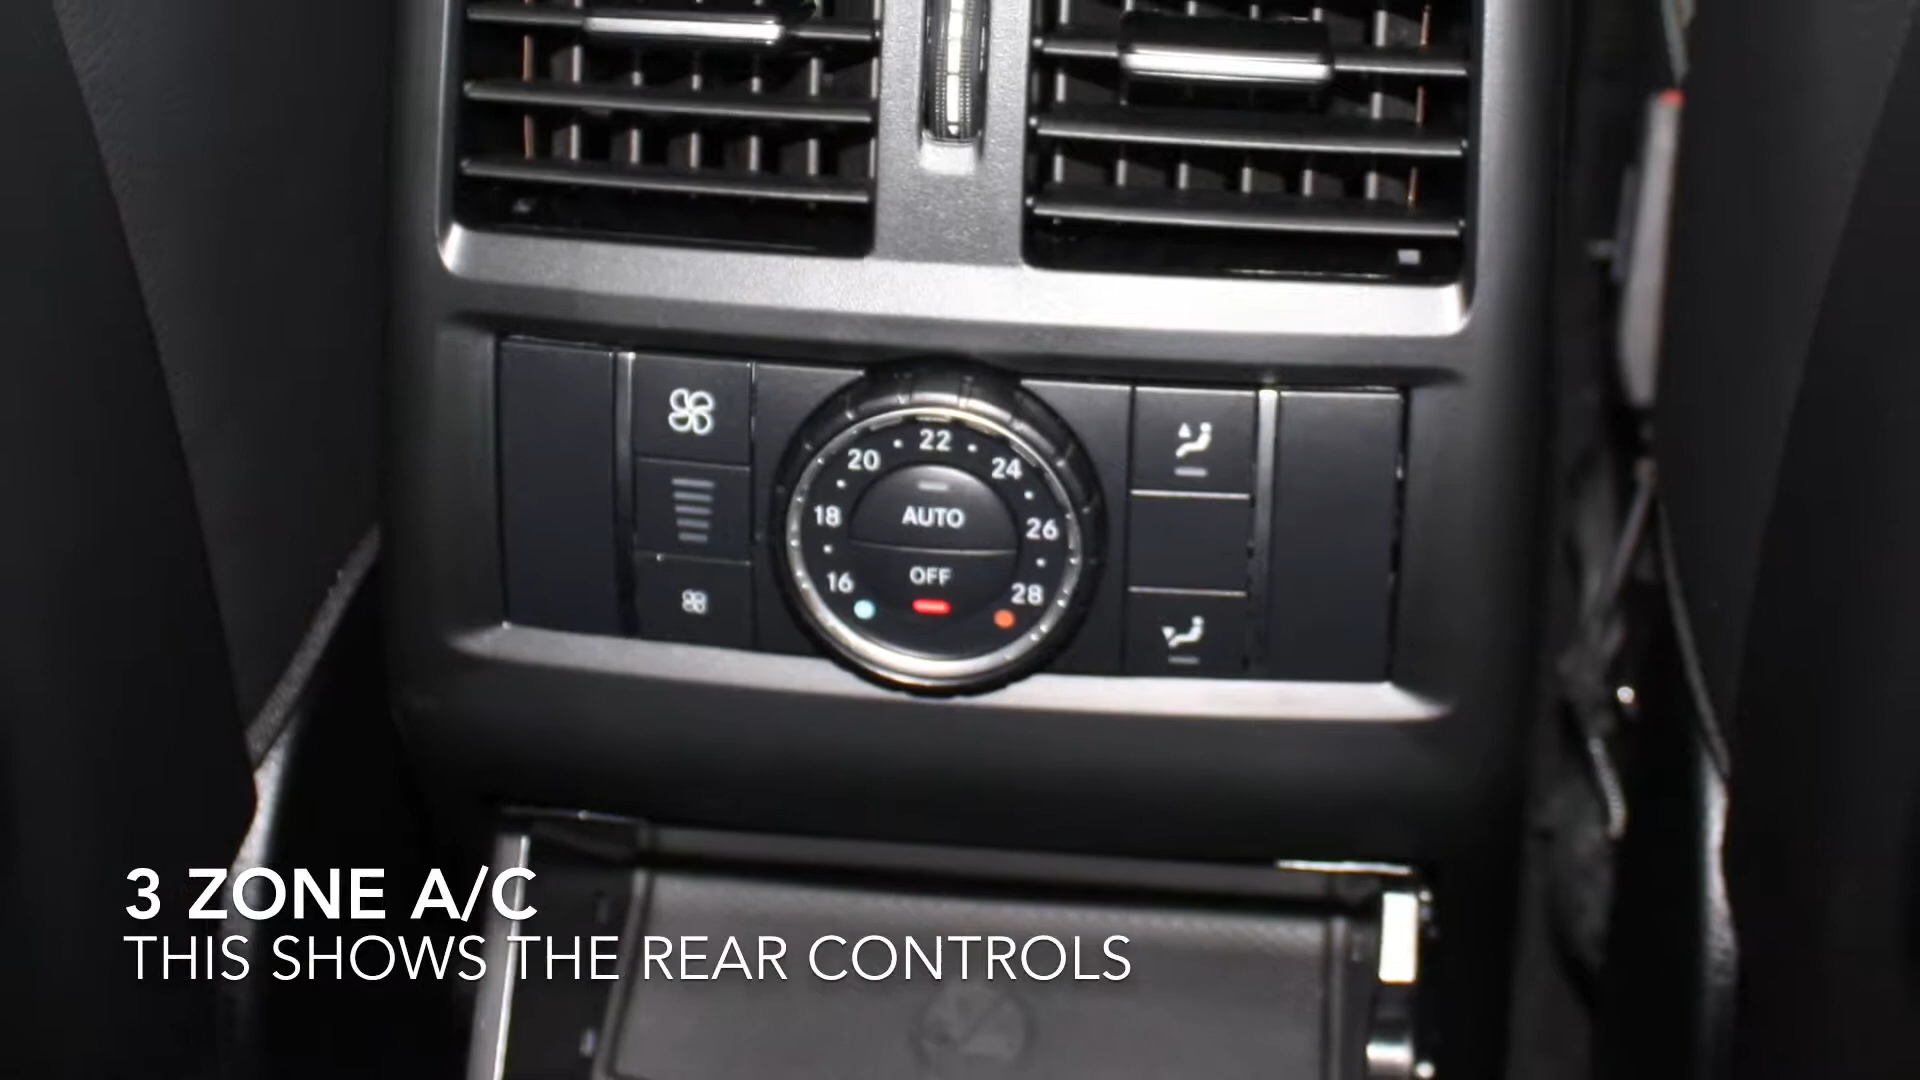 22
20 24
18 AUTO 26
OFF
16 28
3 ZONE A/C
THIS SHOWS THE REAR CONTROLS